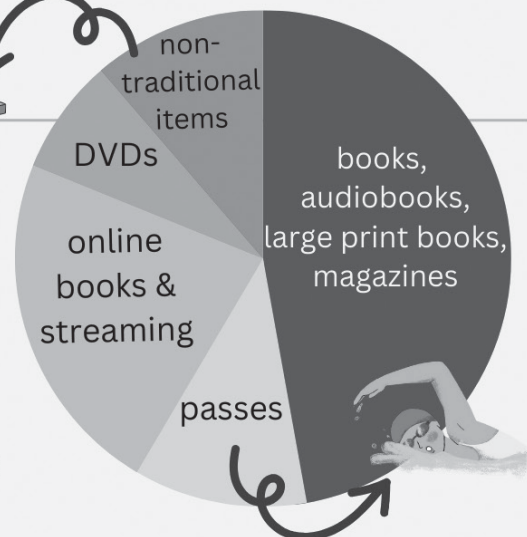 non-
traditional
items
DVDs
books,
audiobooks,
large print books,
magazines
online
books &
streaming
passes